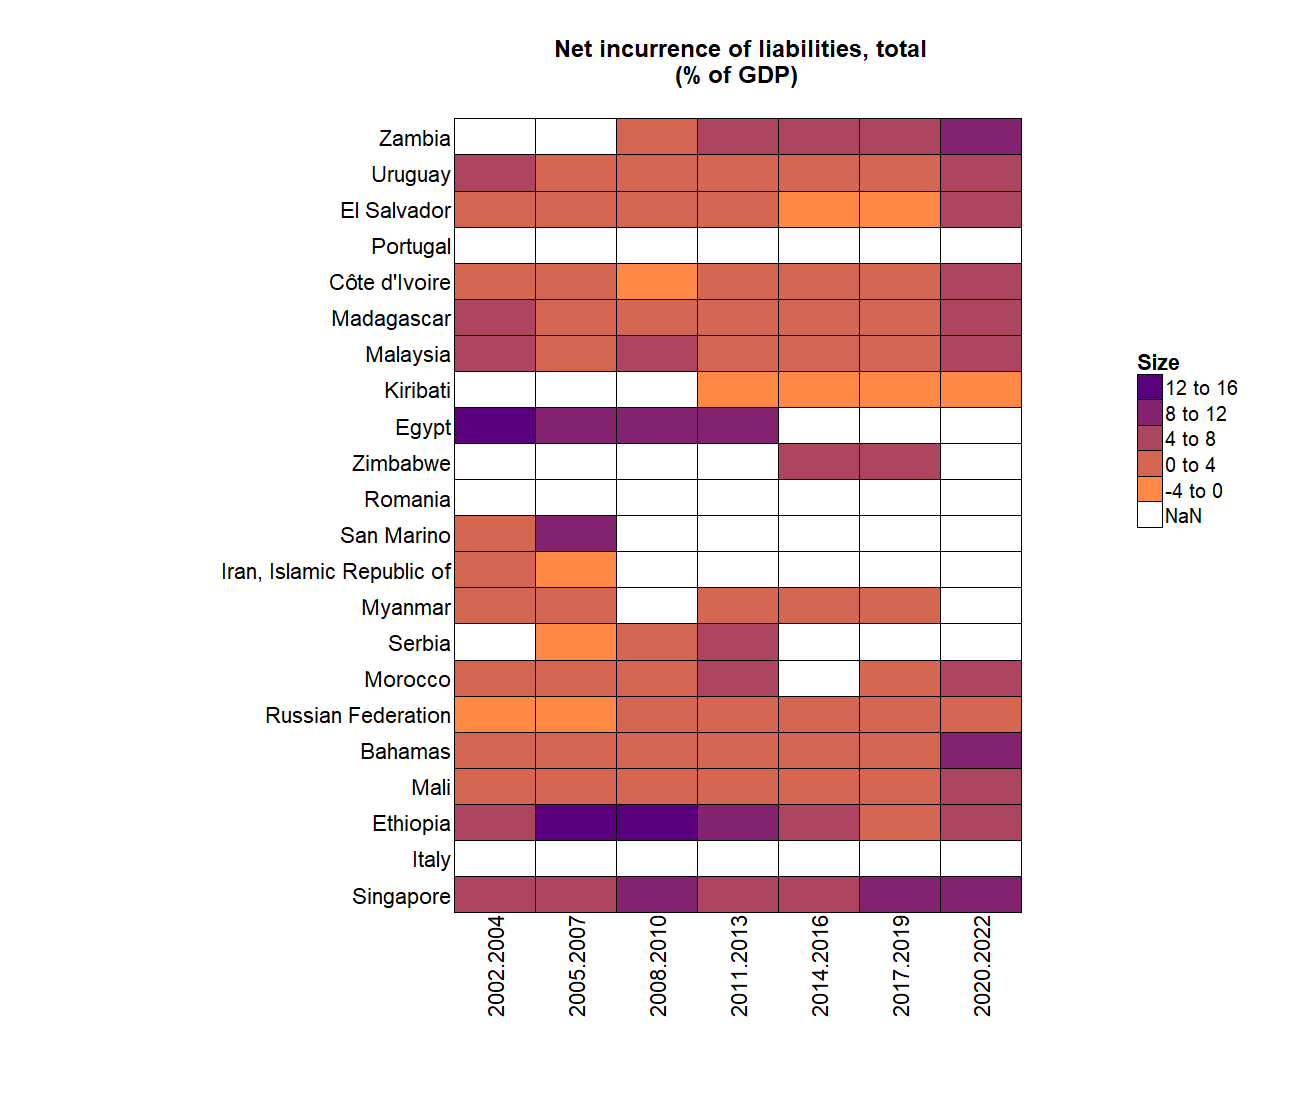 Net incurrence of liabilities, total
(% of GDP)
Zambia
Uruguay
El Salvador
Portugal
Côte d'Ivoire
Madagascar
Malaysia
Kiribati
Egypt
Zimbabwe
Romania
San Marino
Iran, Islamic Republic of
Myanmar
Serbia
Morocco
Russian Federation
Bahamas
Mali
Ethiopia
Italy
Singapore
2002.2004
2005.2007
2008.2010
2011.2013
2014.2016
2017.2019
2020.2022
Size
12 to 16
8 to 12
4 to 8
0 to 4
-4 to 0
NaN